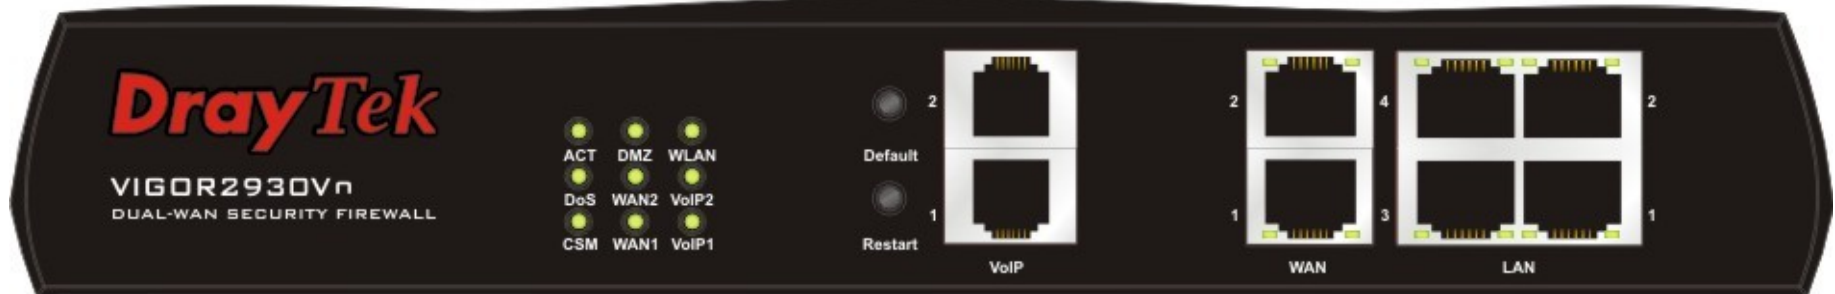 DrayTek
VIGOR2930Vn
DUAL-WAN SECURITY FIREWALL
ACT DMZ WLAN
DoS WAN2 VoIP2
CSM WAN1 VoIP1
Default
Restart
2
1
VoIP
2
1
WAN
4 2
3 1
LAN